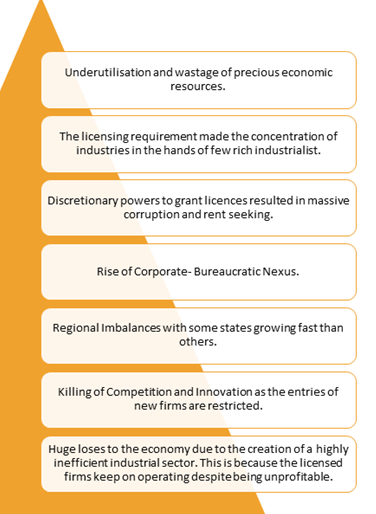 Underutilisation and wastage of precious economic
resources.
The licensing requirement made the concentration of
industries in the hands of few rich industrialist.
Discretionary powers to grant licences resulted in massive
corruption and rent seeking.
Rise of Corporate- Bureaucratic Nexus.
Regional Imbalances with some states growing fast than
others.
Killing of Competition and Innovation as the entries of
new firms are restricted.
Huge loses to the economy due to the creation of a highly
inefficient industrial sector. This is because the licensed
firms keep on operating despite being unprofitable.